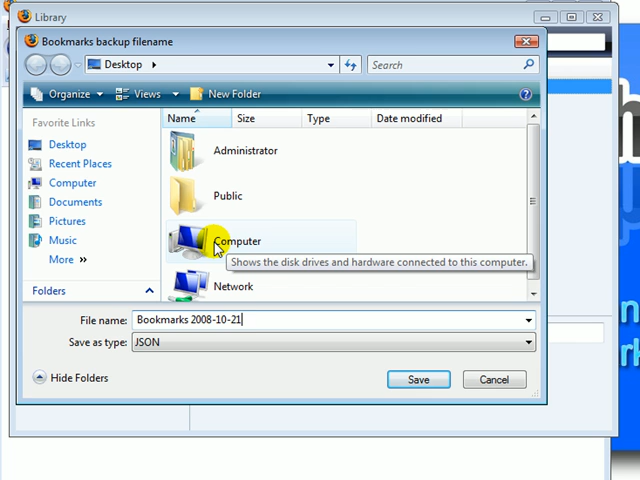 Library
Bookmarks backup filename
Desktop
Search
Organize Views New Folder
Favorite Links
Desktop
Recent Places
Computer
Documents
Pictures
Music
More »
Folders
Name Size Type Date modified
Administrator
Public
Computer
Shows the disk drives and hardware connected to this computer.
Network
File name: Bookmarks 2008-10-21
Save as type: JSON
Hide Folders Save Cancel